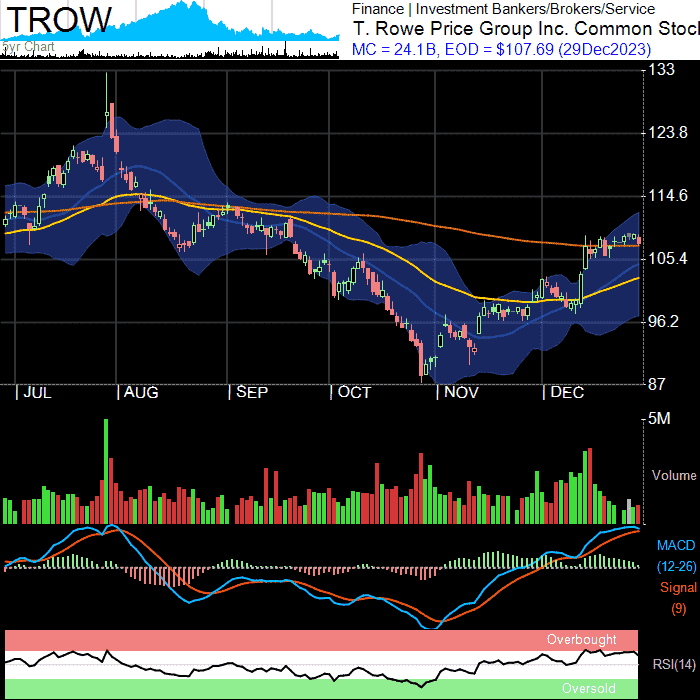 TROW
5yr Chart
Finance | Investment Bankers/Brokers/Service
T. Rowe Price Group Inc. Common Stoc
MC = 24.1B, EOD = $107.69 (29Dec2023)
133
123.8
114.6
105.4
96.2
87
JUL AUG SEP OCT NOV DEC
5M
Volume
MACD
(12-26)
Signal
(9)
Overbought
RSI(14)
Oversold